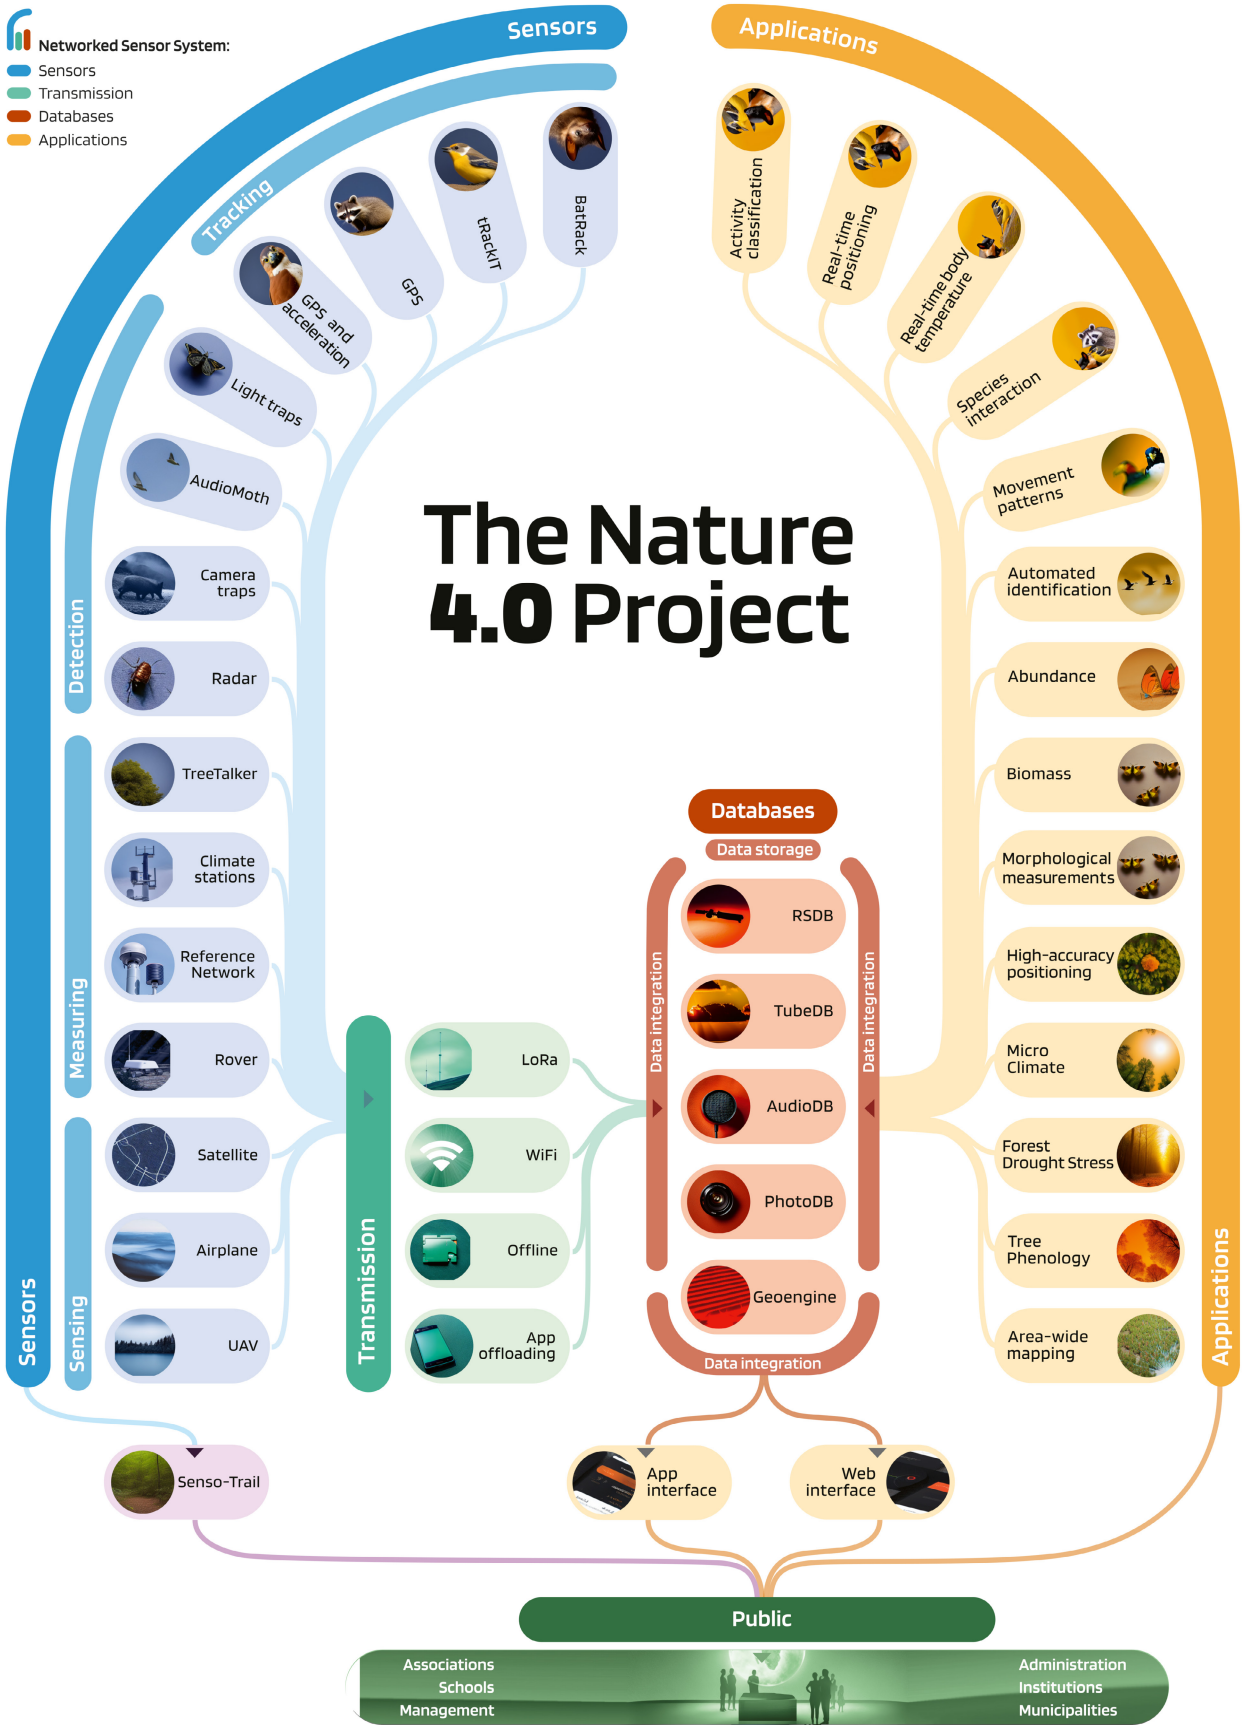 Networked Sensor System:
Sensors
Transmission
Databases
Applications
Sensors
Tracking
BatRack
tRackIT
GPS
GPS and
acceleration
Detection
Light traps
AudioMoth
Camera
traps
Radar
Measuring
TreeTalker
Climate
stations
Reference
Network
Rover
Sensing
Satellite
Airplane
UAV
Sensors
Senso-Trail
The Nature
4.0 Project
Transmission
LoRa
WiFi
Offline
App
offloading
Databases
Data storage
Data integration
Data integration
RSDB
TubeDB
AudioDB
PhotoDB
Geoengine
Data integration
App
interface
Web
interface
Applications
Activity
classification
Real-time
positioning
Real-time body
temperature
Species
interaction
Movement
patterns
Automated
identification
Abundance
Biomass
Morphological
measurements
High-accuracy
positioning
Micro
Climate
Forest
Drought Stress
Tree
Phenology
Area-wide
mapping
Applications
Public
Associations
Schools
Management
Administration
Institutions
Municipalities